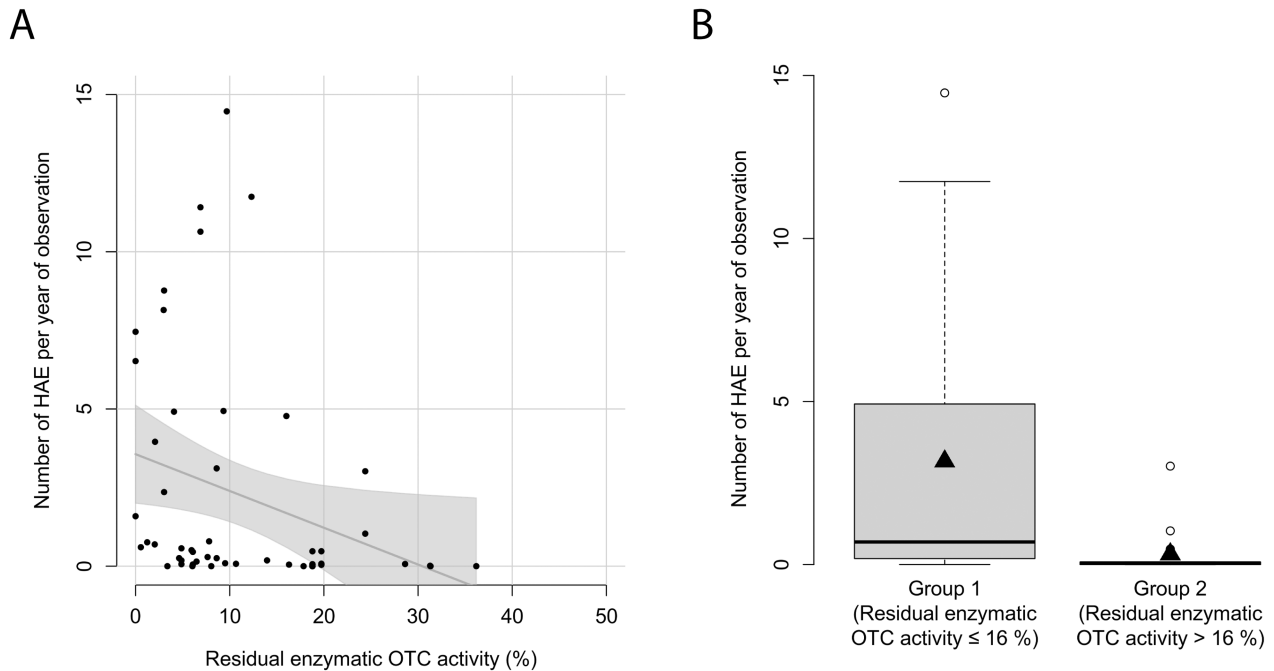 A
Number of HAE per year of observation
15
10
5
0
0
10
20
30
40
50
Residual enzymatic OTC activity (%)
B
Number of HAE per year of observation
15
10
5
0
Group 1
(Residual enzymatic
OTC activity ≤ 16 %)
Group 2
(Residual enzymatic
OTC activity > 16 %)